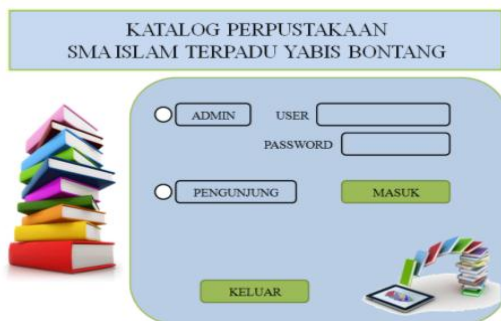 KATALOG PERPUSTAKAAN
SMA ISLAM TERPADU YABIS BONTANG
ADMIN USER
PASSWORD
PENGUNJUNG MASUK
KELUAR